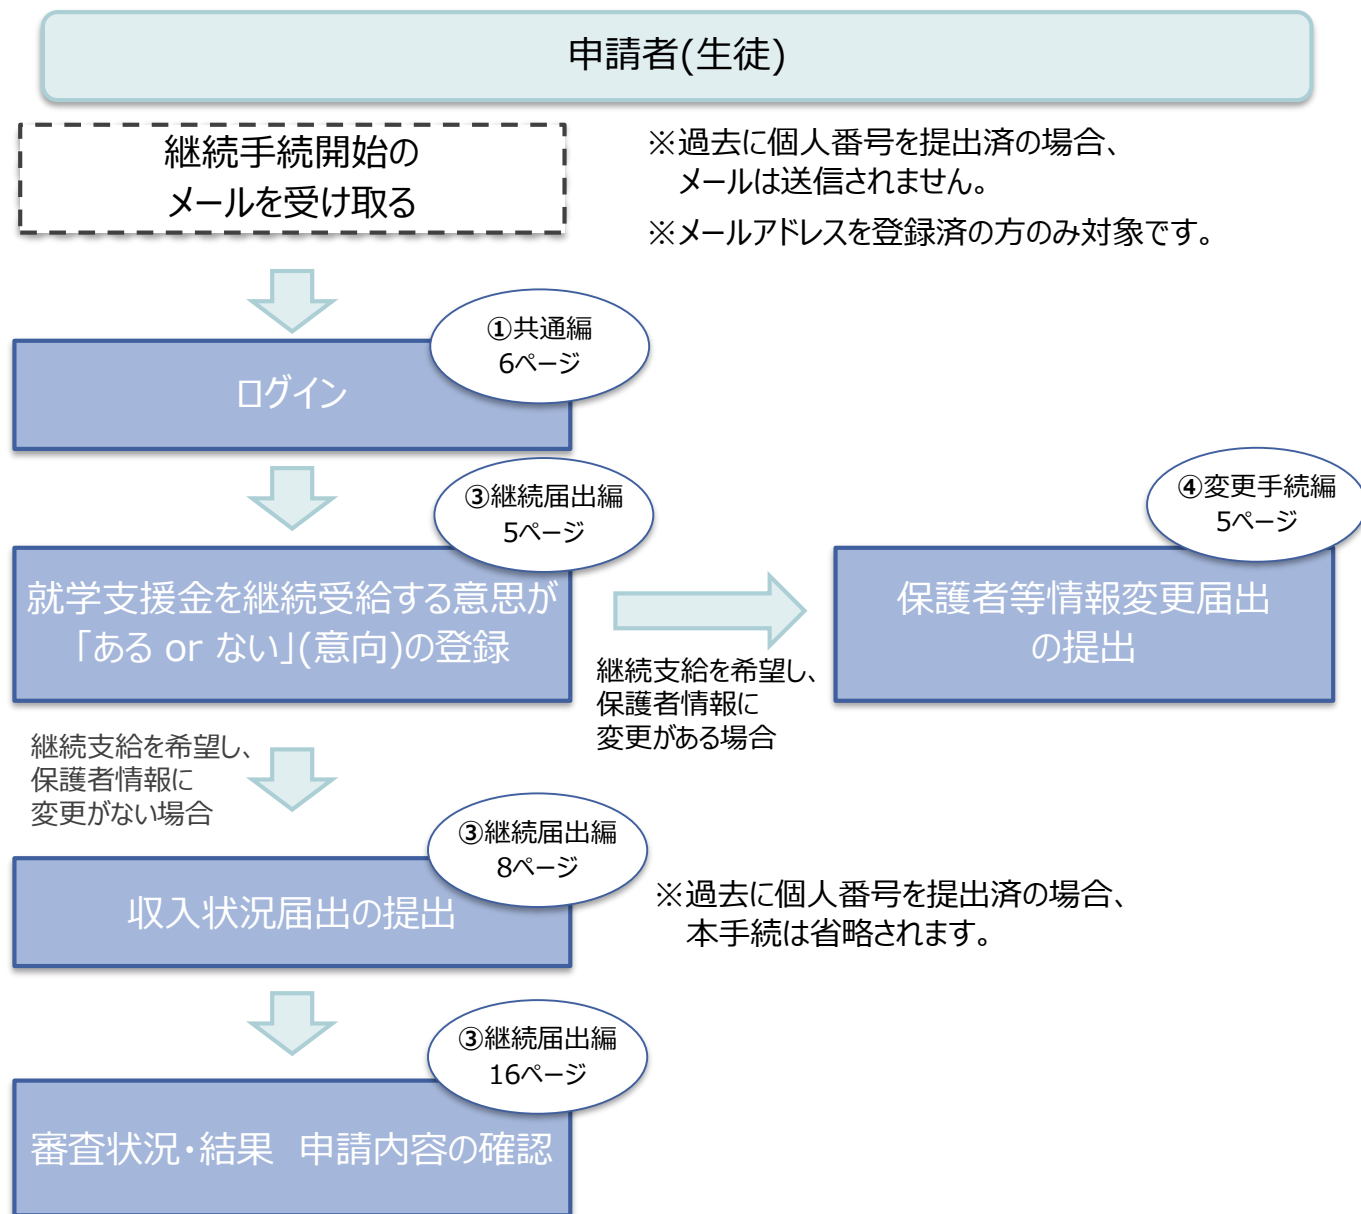 申請者(生徒)
継続手続開始の
メールを受け取る
※過去に個人番号を提出済の場合、
メールは送信されません。
※メールアドレスを登録済の方のみ対象です。
①共通編
6ページ
ログイン
③継続届出編
5ページ
就学支援金を継続受給する意思が
「ある or ない」(意向)の登録
④変更手続編
5ページ
保護者等情報変更届出
の提出
継続支給を希望し、
保護者情報に
変更がある場合
継続支給を希望し、
保護者情報に
変更がない場合
③継続届出編
8ページ
収入状況届出の提出
※過去に個人番号を提出済の場合、
本手続は省略されます。
③継続届出編
16ページ
審査状況・結果　申請内容の確認